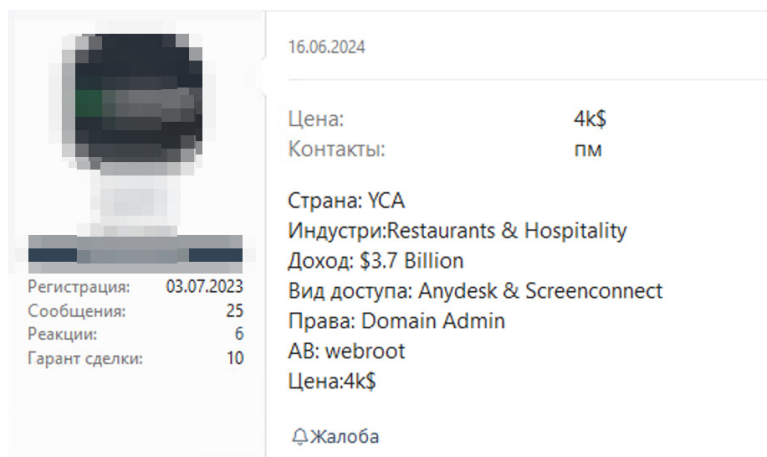 16.06.2024
Цена: 4k$
Контакты: пм
Страна: YCA
Индустри:Restaurants & Hospitality
Доход: $3.7 Billion
Вид доступа: Anydesk & Screenconnect
Права: Domain Admin
АВ: webroot
Цена:4k$
Жалоба
Регистрация: 03.07.2023
Сообщения: 25
Реакции: 6
Гарант сделки: 10